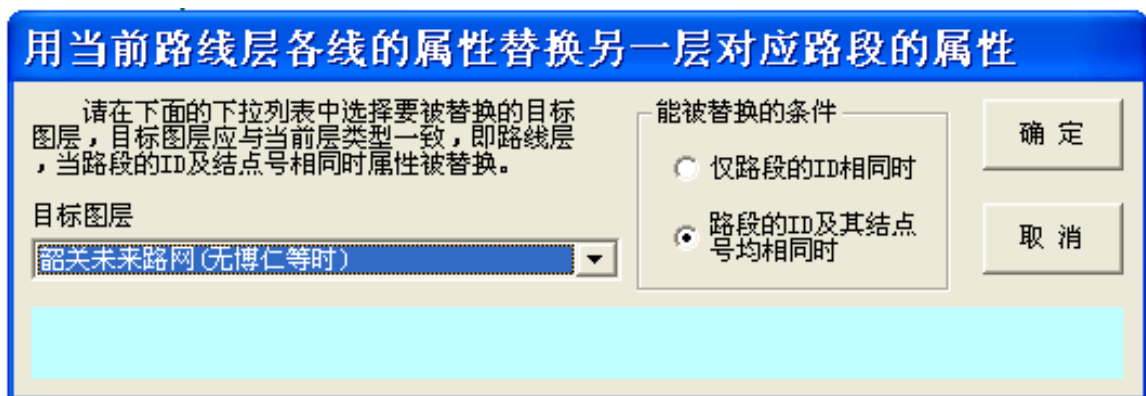 用当前路线层各线的属性替换另一层对应路段的属性
请在下面的下拉列表中选择要被替换的目标
图层，目标图层应与当前层类型一致，即路线层
，当路段的ID及结点号相同时属性被替换。
目标图层
韶关未来路网(无博仁等时)
能被替换的条件
仅路段的ID相同时
路段的ID及其结点
号均相同时
确 定
取 消